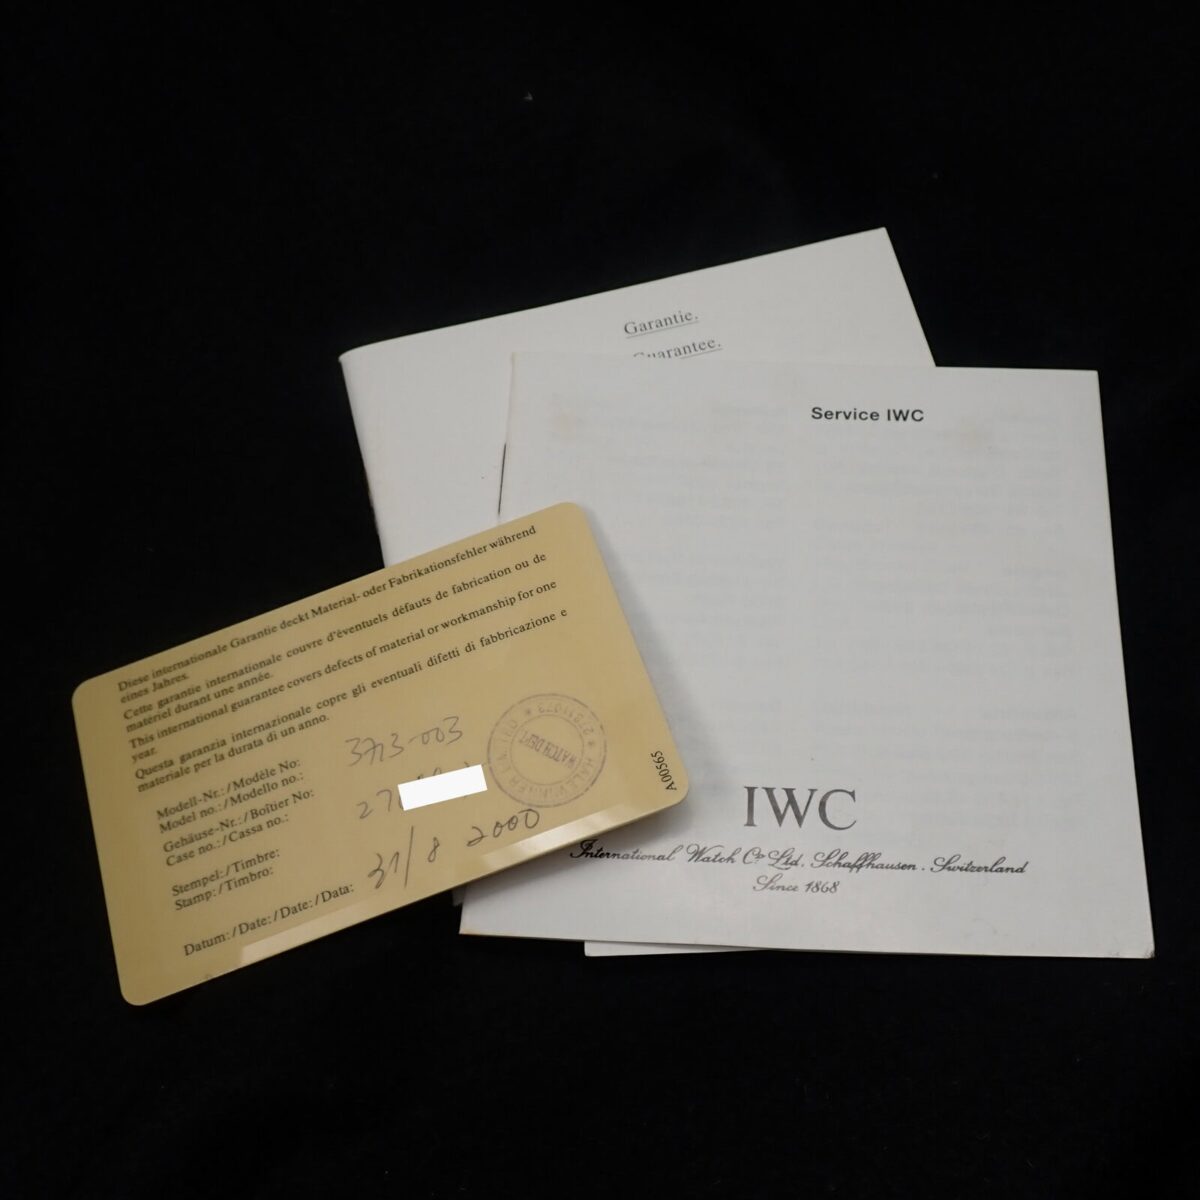 Garantie.
Guarantee.
Service IWC
IWC
International Watch Co Ltd. Schaffhausen. Switzerland
Since 1868
Diese internationale Garantie deckt Material- oder Fabrikationsfehler während
eines Jahres.
Cette garantie internationale couvre d'éventuels défauts de fabrication ou de
matériel durant une année.
This international guarantee covers defects of material or workmanship for one
year.
Questa garanzia internazionale copre gli eventuali difetti di fabbricazione e
materiale per la durata di un anno.
Modell-Nr.:/Modèle No:
Model no.:/Modello no.:
3713-003
Gehäuse-Nr.:/Boîtier No:
Case no.:/Cassa no.:
27
Stempel:/Timbre:
Stamp:/Timbro:
WATCH DEPT
Datum:/Date:/Date:/Data:
31/8 2000
A00565